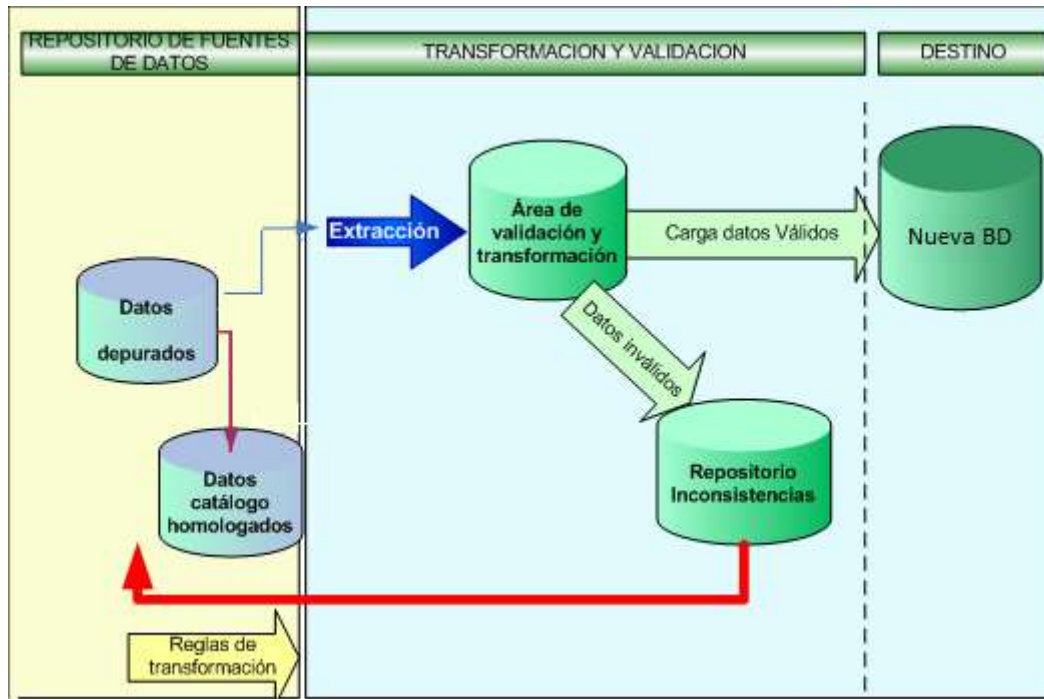 REPOSITORIO DE FUENTES
DE DATOS
TRANSFORMACION Y VALIDACION
DESTINO
Extracción
Área de
validación y
transformación
Carga datos Válidos
Nueva BD
Datos
depurados
Datos inválidos
Datos
catálogo
homologados
Repositorio
Inconsistencias
Reglas de
transformación